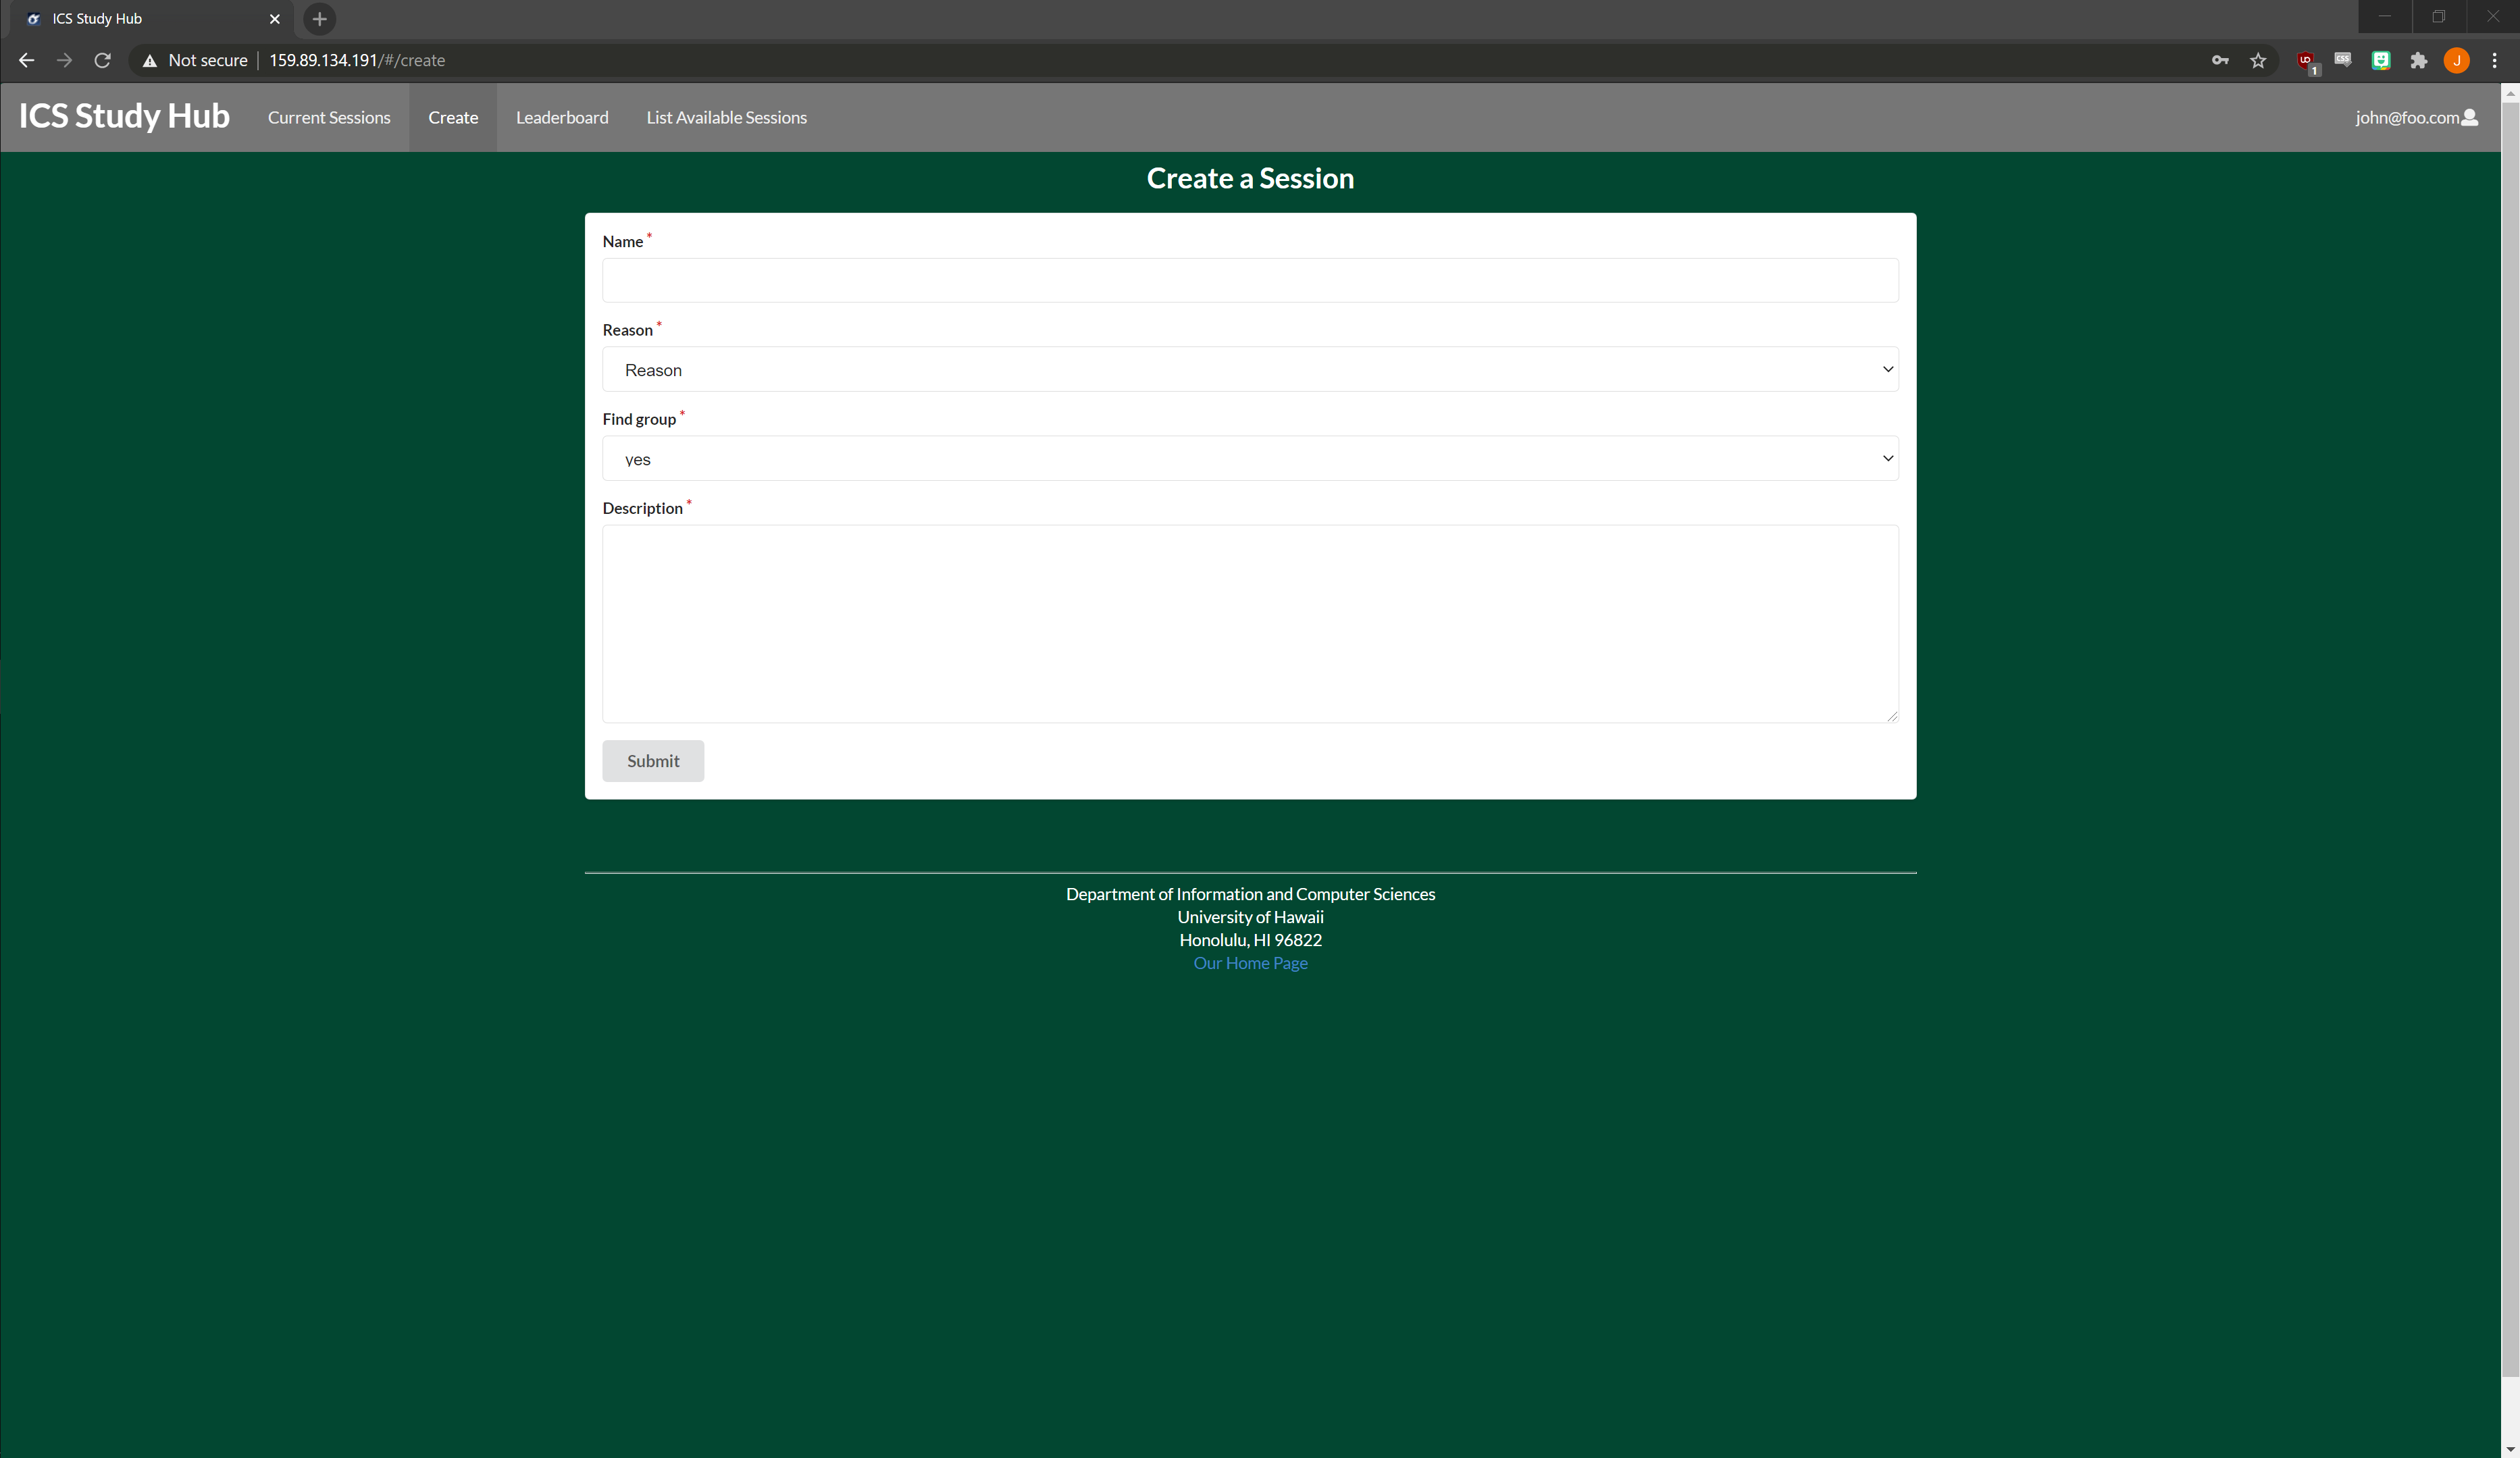 ICS Study Hub
Not secure | 159.89.134.191/#/create
1
J
ICS Study Hub Current Sessions Create Leaderboard List Available Sessions john@foo.com
Create a Session
Name *
Reason *
Reason
Find group *
yes
Description *
Submit
Department of Information and Computer Sciences
University of Hawaii
Honolulu, HI 96822
Our Home Page